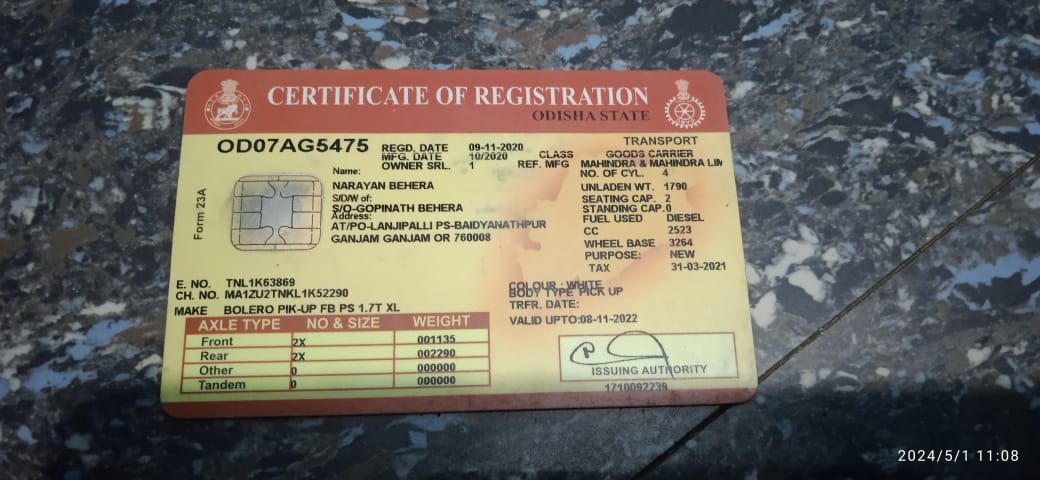 CERTIFICATE OF REGISTRATION
ODISHA STATE
OD07AG5475
REGD. DATE 09-11-2020
TRANSPORT
MFG. DATE 10/2020
CLASS GOODS CARRIER
OWNER SRL. 1
REF. MFG MAHINDRA & MAHINDRA LIM
NO. OF CYL. 4
Name:
NARAYAN BEHERA
UNLADEN WT. 1790
S/D/W of:
SEATING CAP. 2
S/O-GOPINATH BEHERA
STANDING CAP.0
Address:
FUEL USED DIESEL
AT/PO-LANJIPALLI PS-BAIDYANATHPUR
CC 2523
GANJAM GANJAM OR 760008
WHEEL BASE 3264
PURPOSE: NEW
TAX 31-03-2021
Form 23A
E. NO. TNL1K63869
COLOUR : WHITE
CH. NO. MA1ZU2TNKL1K52290
BODY TYPE PICK UP
TRFR. DATE:
MAKE BOLERO PIK-UP FB PS 1.7T XL
VALID UPTO:08-11-2022
AXLE TYPE NO & SIZE WEIGHT
Front 2X 001135
Rear 2X 002290
Other 0 000000
Tandem 0 000000
ISSUING AUTHORITY
1710092239
2024/5/1 11:08